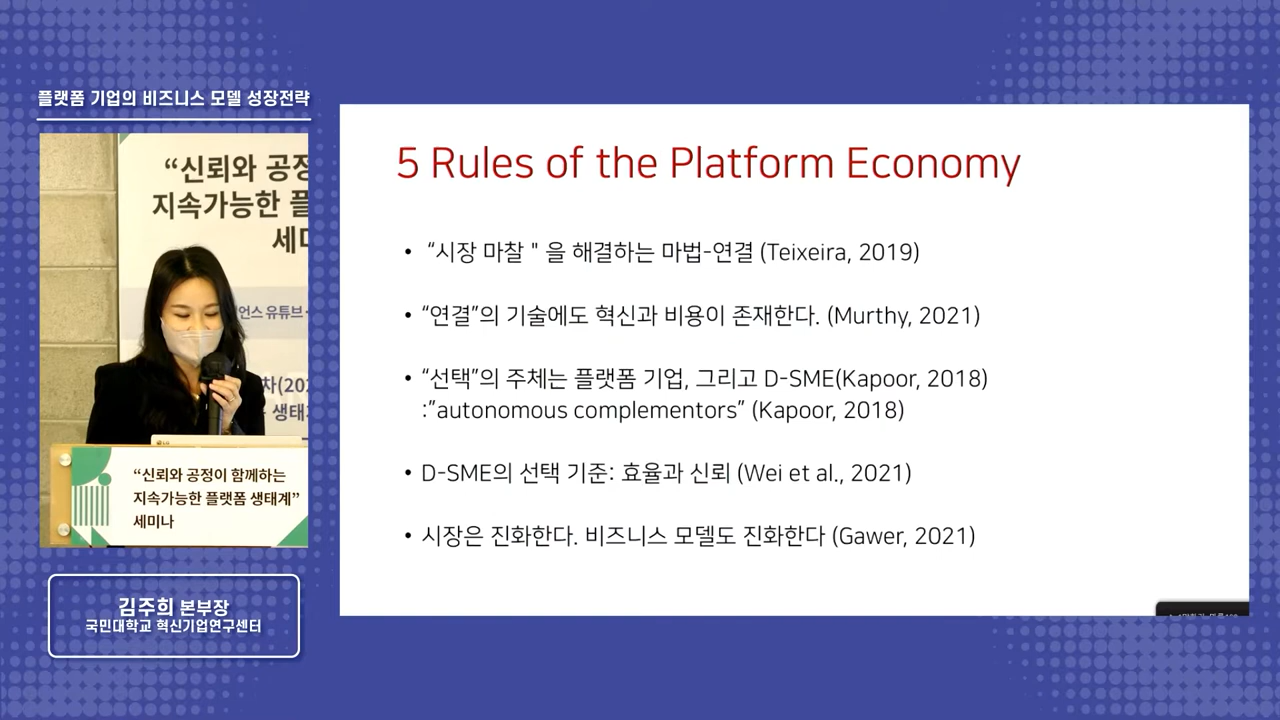 플랫폼 기업의 비즈니스 모델 성장전략
“신뢰와 공정
지속가능한 플
세미
언스 유튜브
차(202
생태계
LG
“신뢰와 공정이 함께하는
지속가능한 플랫폼 생태계”
세미나
김주희 본부장
국민대학교 혁신기업연구센터
5 Rules of the Platform Economy
• “시장 마찰 " 을 해결하는 마법-연결 (Teixeira, 2019)
• “연결”의 기술에도 혁신과 비용이 존재한다. (Murthy, 2021)
• “선택”의 주체는 플랫폼 기업, 그리고 D-SME(Kapoor, 2018)
:”autonomous complementors” (Kapoor, 2018)
• D-SME의 선택 기준: 효율과 신뢰 (Wei et al., 2021)
• 시장은 진화한다. 비즈니스 모델도 진화한다 (Gawer, 2021)